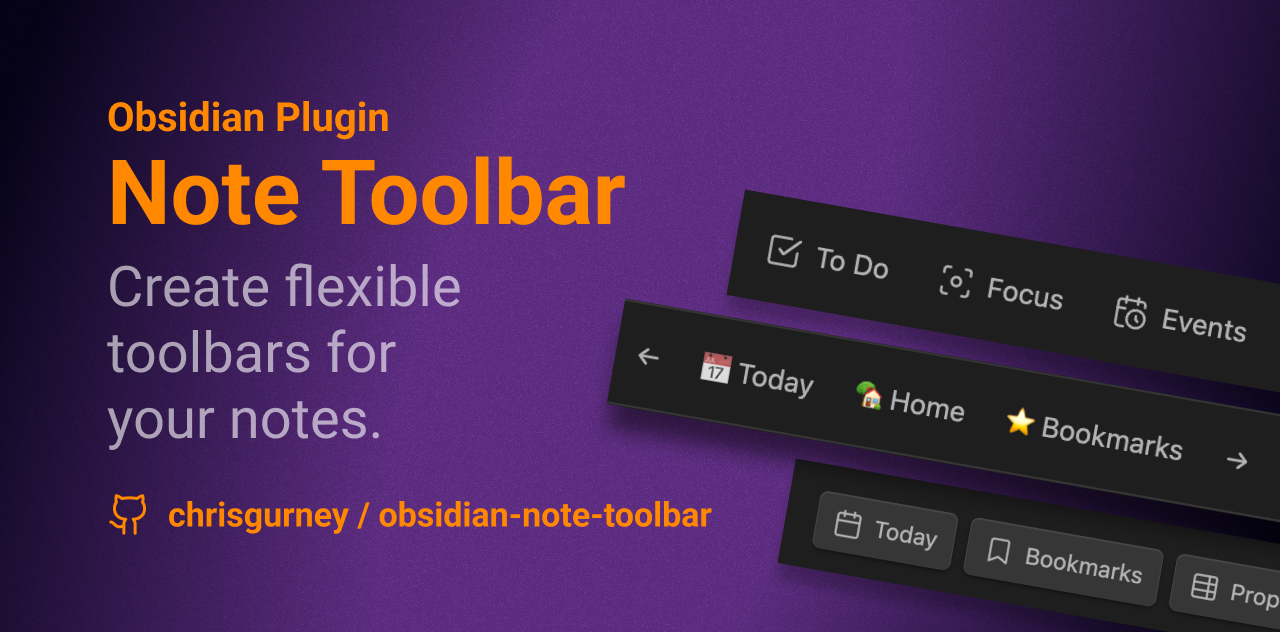 Obsidian Plugin
Note Toolbar
Create flexible
toolbars for
your notes.
chrisgurney / obsidian-note-toolbar
To Do Focus Events
17 Today Home Bookmarks
Today Bookmarks Prop